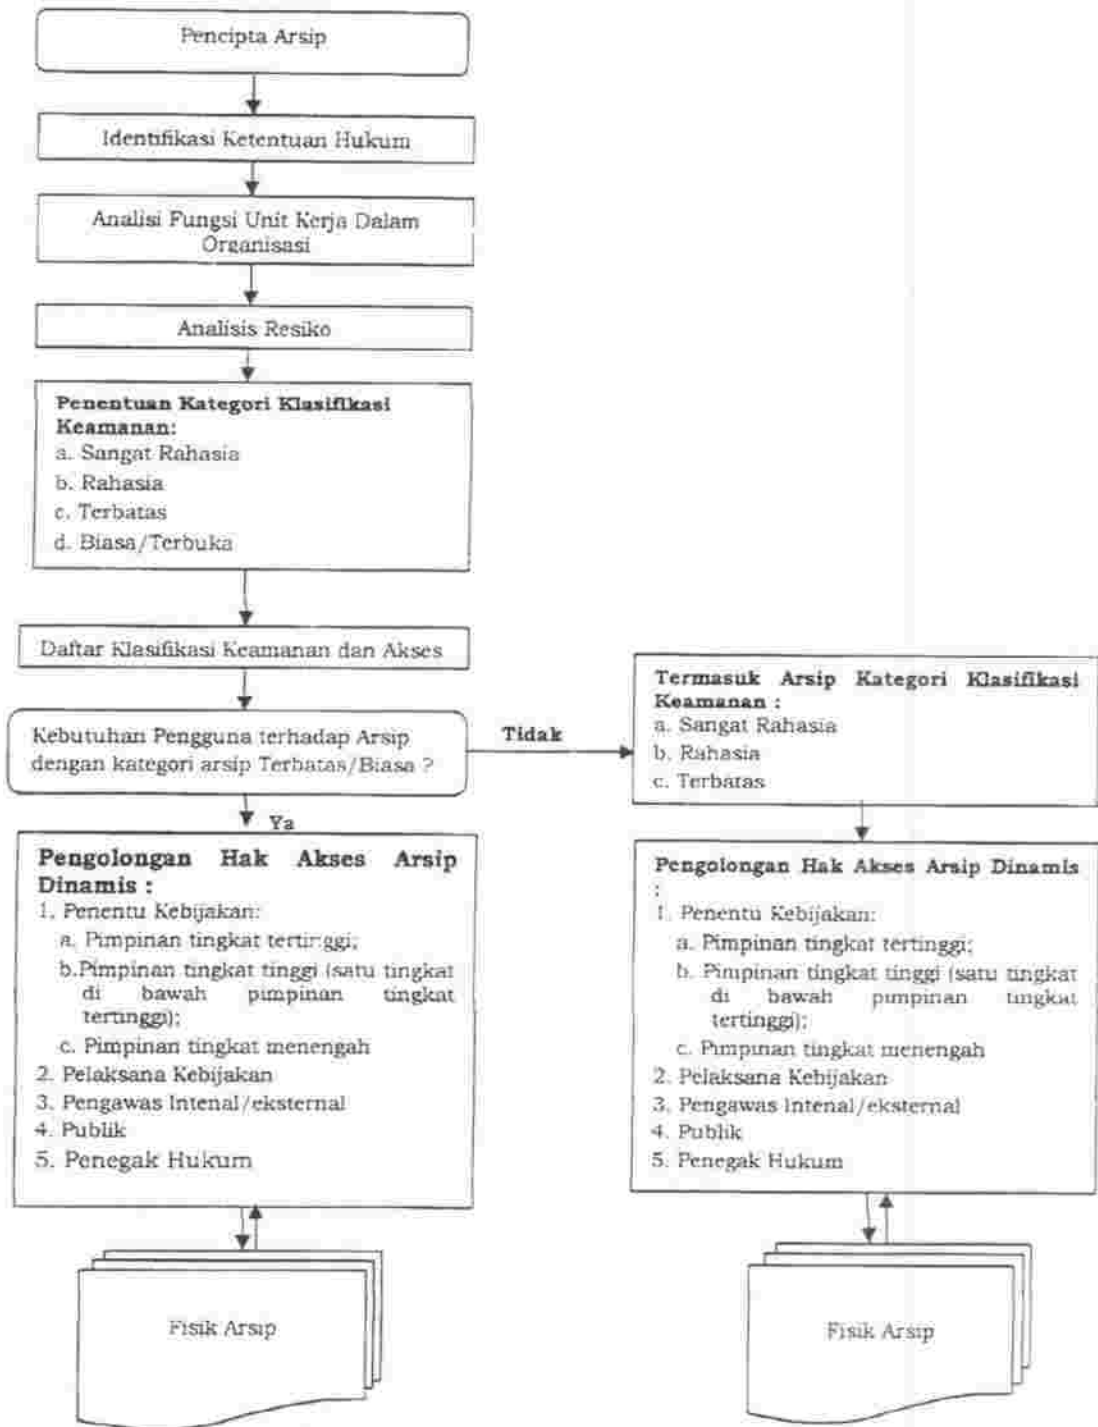 Pencipta Arsip
Identifikasi Ketentuan Hukum
Analisi Fungsi Unit Kerja Dalam
Organisasi
Analisis Resiko
Penentuan Kategori Klasifikasi
Keamanan:
a. Sangat Rahasia
b. Rahasia
c. Terbatas
d. Biasa/Terbuka
Daftar Klasifikasi Keamanan dan Akses
Kebutuhan Pengguna terhadap Arsip
dengan kategori arsip Terbatas/Biasa ?
Tidak
Termasuk Arsip Kategori Klasifikasi
Keamanan :
a. Sangat Rahasia
b. Rahasia
c. Terbatas
Ya
Pengolongan Hak Akses Arsip
Dinamis :
1. Penentu Kebijakan:
a. Pimpinan tingkat tertinggi;
b.Pimpinan tingkat tinggi (satu tingkat
di bawah pimpinan tingkat
tertinggi);
c. Pimpinan tingkat menengah
2. Pelaksana Kebijakan
3. Pengawas Intenal/eksternal
4. Publik
5. Penegak Hukum
Pengolongan Hak Akses Arsip Dinamis
:
1. Penentu Kebijakan:
a. Pimpinan tingkat tertinggi;
b. Pimpinan tingkat tinggi (satu tingkat
di bawah pimpinan tingkat
tertinggi);
c. Pimpinan tingkat menengah
2. Pelaksana Kebijakan
3. Pengawas Intenal/eksternal
4. Publik
5. Penegak Hukum
Fisik Arsip
Fisik Arsip